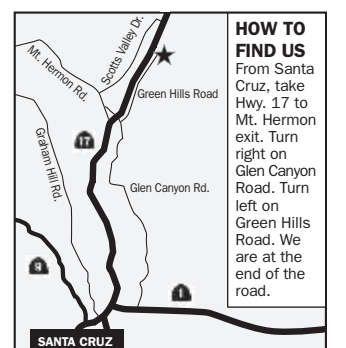 HOW TO
FIND US
From Santa
Cruz, take
Hwy. 17 to
Mt. Hermon
exit. Turn
right on
Glen Canyon
Road. Turn
left on
Green Hills
Road. We
are at the
end of the
road.
Scotts Valley Dr.
Mt. Hermon Rd.
Green Hills Road
Graham Hill Rd.
17
Glen Canyon Rd.
9
1
SANTA CRUZ